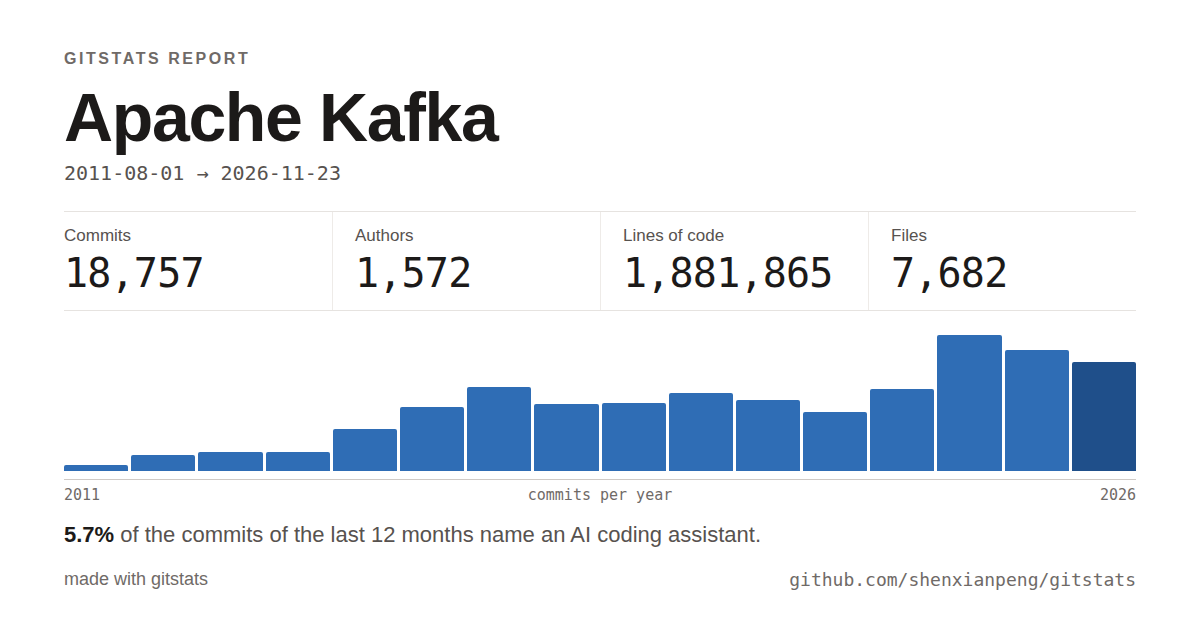 GITSTATS REPORT
Apache Kafka
2011-08-01 → 2026-11-23
Commits
18,757
Authors
1,572
Lines of code
1,881,865
Files
7,682
2011
commits per year
2026
5.7% of the commits of the last 12 months name an AI coding assistant.
made with gitstats
github.com/shenxianpeng/gitstats